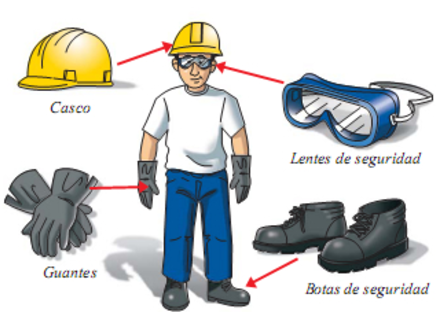 Casco
Lentes de seguridad
Guantes
Botas de seguridad